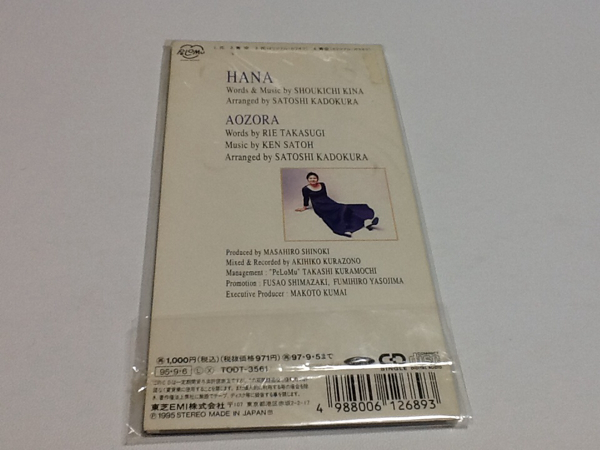 HANA
Words & Music by SHOUKICHI KINA
Arranged by SATOSHI KADOKURA
AOZORA
Words by RIE TAKASUGI
Music by KEN SATOH
Arranged by SATOSHI KADOKURA
Produced by MASAHIRO SHINOKI
Mixed & Recorded by AKIHIKO KURAZONO
Management : "PeLuMu" TAKASHI KURAMOCHI
Promotion : FUSAO SHIMAZAKI, FUMIHIRO YASOJIMA
Executive Producer : MAKOTO KUMAI
1,000円(税込)(税抜価格971円) 97・9・5まで
95・9・6 TODT-3561
SINGLE
東芝EMI株式会社
1995 STEREO MADE IN JAPAN
4 988006 126893